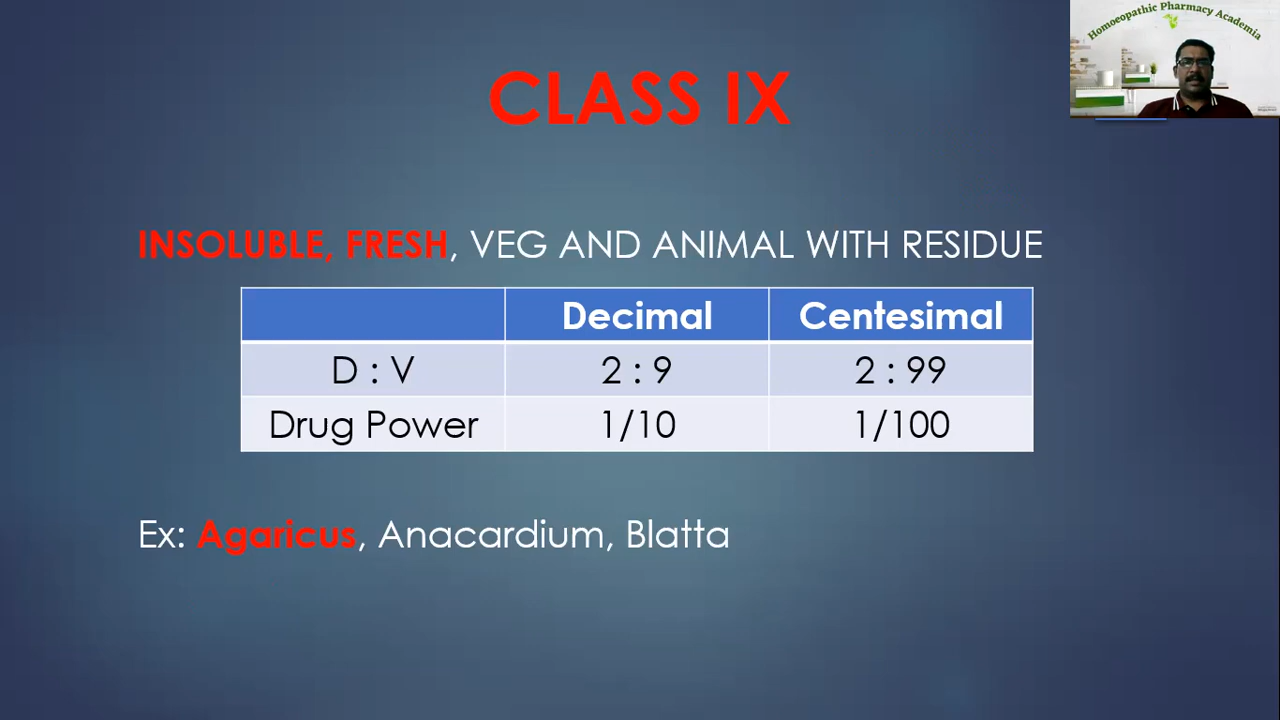 Homoeopathic Pharmacy Academia
CLASS IX
INSOLUBLE, FRESH, VEG AND ANIMAL WITH RESIDUE
Decimal Centesimal
D : V 2 : 9 2 : 99
Drug Power 1/10 1/100
Ex: Agaricus, Anacardium, Blatta